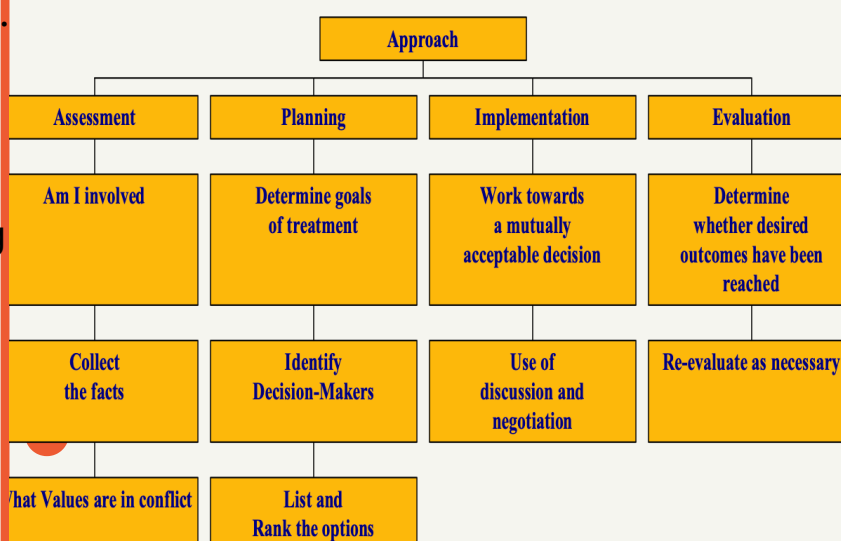 Approach
Assessment
Planning
Implementation
Evaluation
Am I involved
Determine goals
of treatment
Work towards
a mutually
acceptable decision
Determine
whether desired
outcomes have been
reached
Collect
the facts
Identify
Decision-Makers
Use of
discussion and
negotiation
Re-evaluate as necessary
Values are in conflict
List and
Rank the options